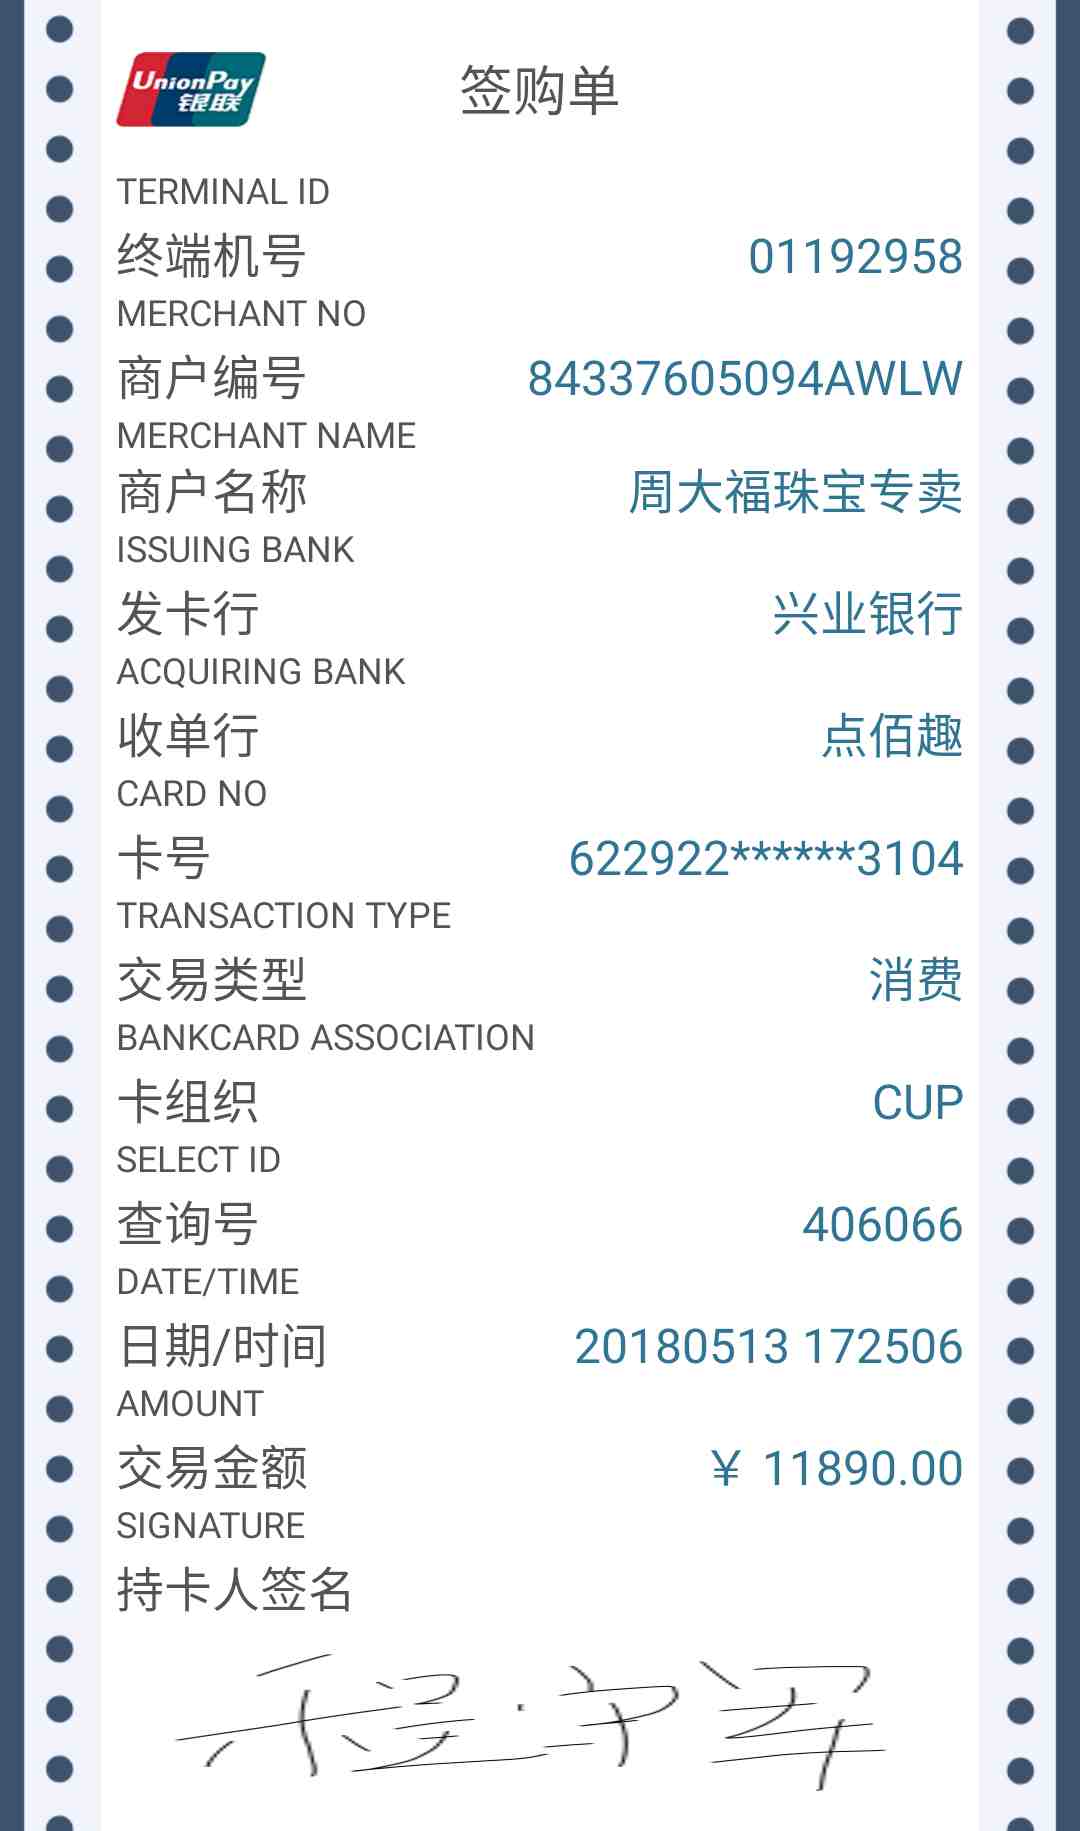 UnionPay
银联
签购单
TERMINAL ID
终端机号 01192958
MERCHANT NO
商户编号 84337605094AWLW
MERCHANT NAME
商户名称 周大福珠宝专卖
ISSUING BANK
发卡行 兴业银行
ACQUIRING BANK
收单行 点佰趣
CARD NO
卡号 622922******3104
TRANSACTION TYPE
交易类型 消费
BANKCARD ASSOCIATION
卡组织 CUP
SELECT ID
查询号 406066
DATE/TIME
日期/时间 20180513 172506
AMOUNT
交易金额 ¥ 11890.00
SIGNATURE
持卡人签名